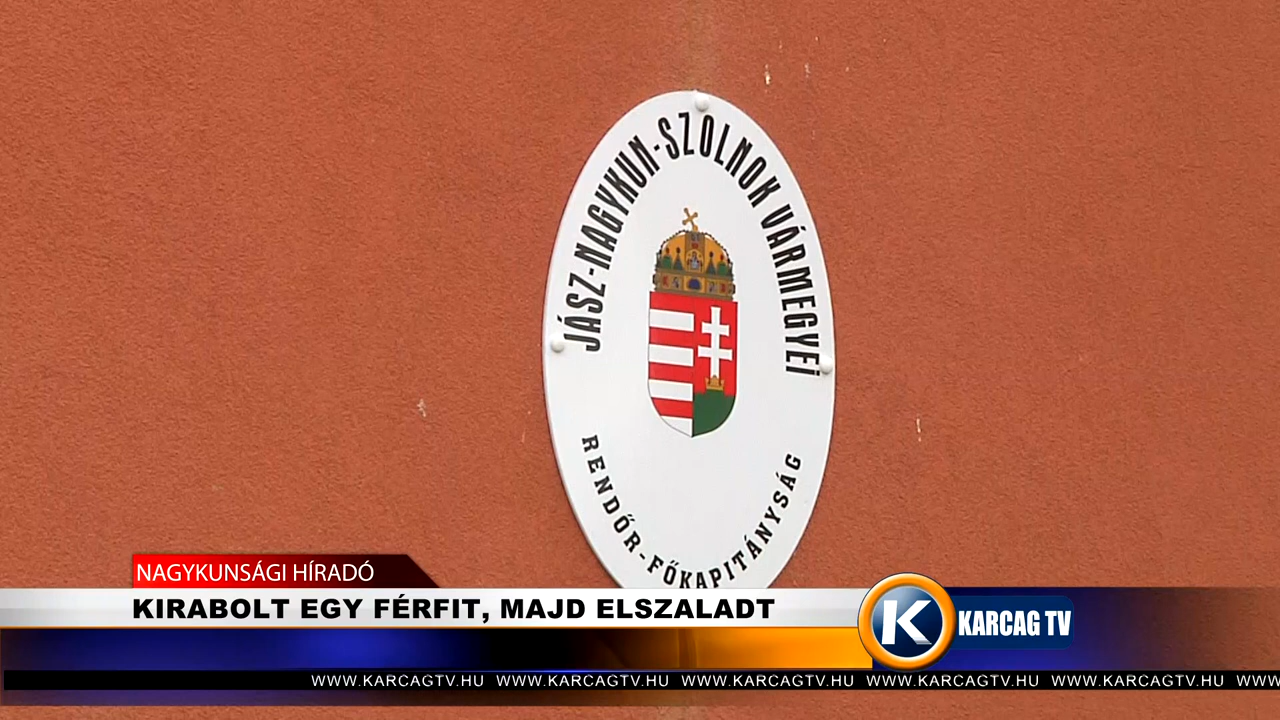 JÁSZ-NAGYKUN-SZOLNOK VÁRMEGYEI
RENDŐR-FŐKAPITÁNYSÁG
NAGYKUNSÁGI HÍRADÓ
KIRABOLT EGY FÉRFIT, MAJD ELSZALADT
K KARCAG TV
WWW.KARCAGTV.HU WWW.KARCAGTV.HU WWW.KARCAGTV.HU WWW.KARCAGTV.HU WWW.KARCAGTV.HU WWW